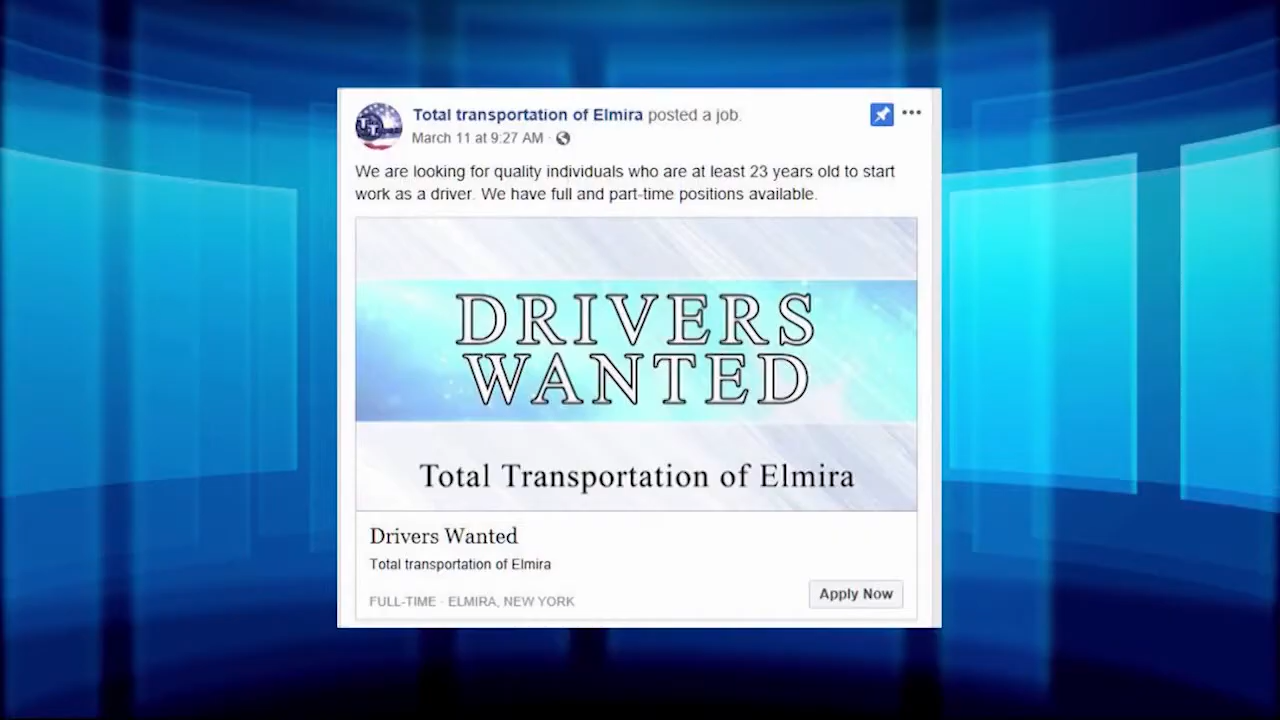 Total transportation of Elmira posted a job.
March 11 at 9:27 AM ·
We are looking for quality individuals who are at least 23 years old to start
work as a driver. We have full and part-time positions available.
DRIVERS
WANTED
Total Transportation of Elmira
Drivers Wanted
Total transportation of Elmira
FULL-TIME · ELMIRA, NEW YORK
Apply Now